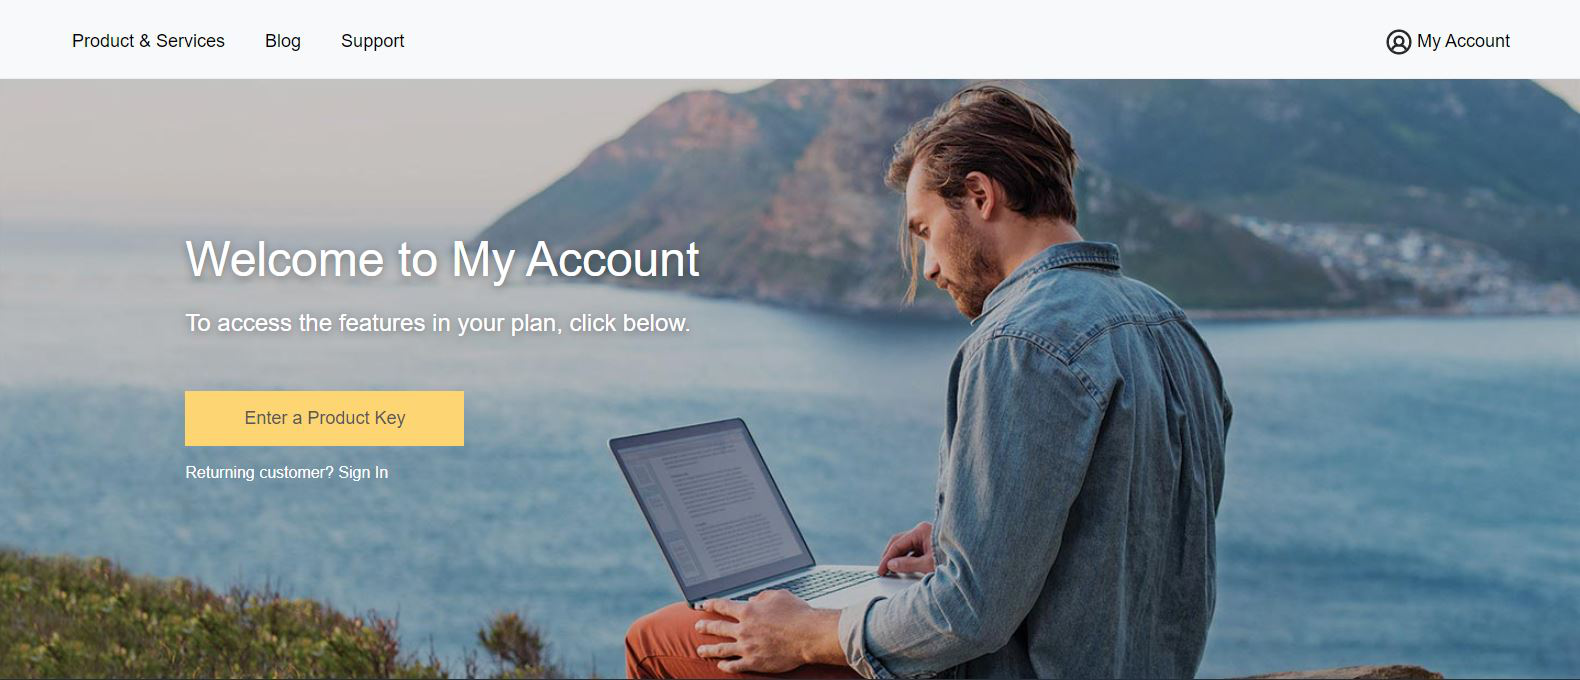 Product & Services
Blog
Support
My Account
Welcome to My Account
To access the features in your plan, click below.
Enter a Product Key
Returning customer? Sign In